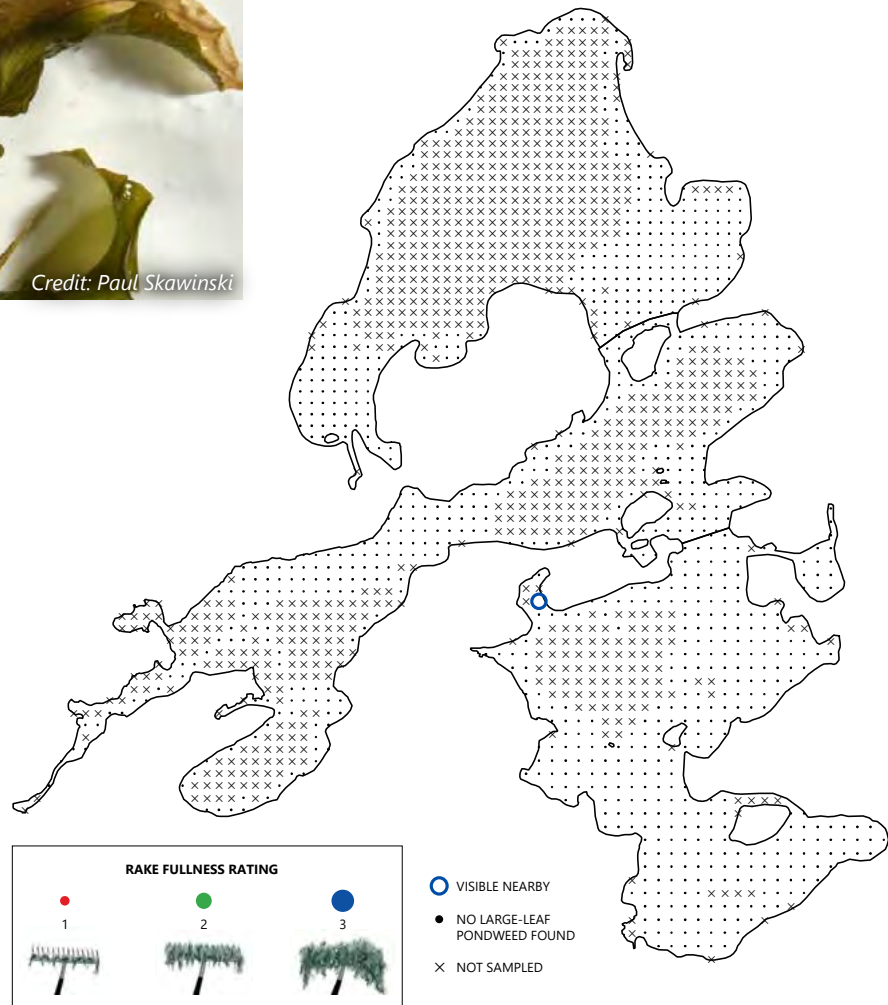 Credit: Paul Skawinski
RAKE FULLNESS RATING
1
2
3
VISIBLE NEARBY
NO LARGE-LEAF
PONDWEED FOUND
NOT SAMPLED